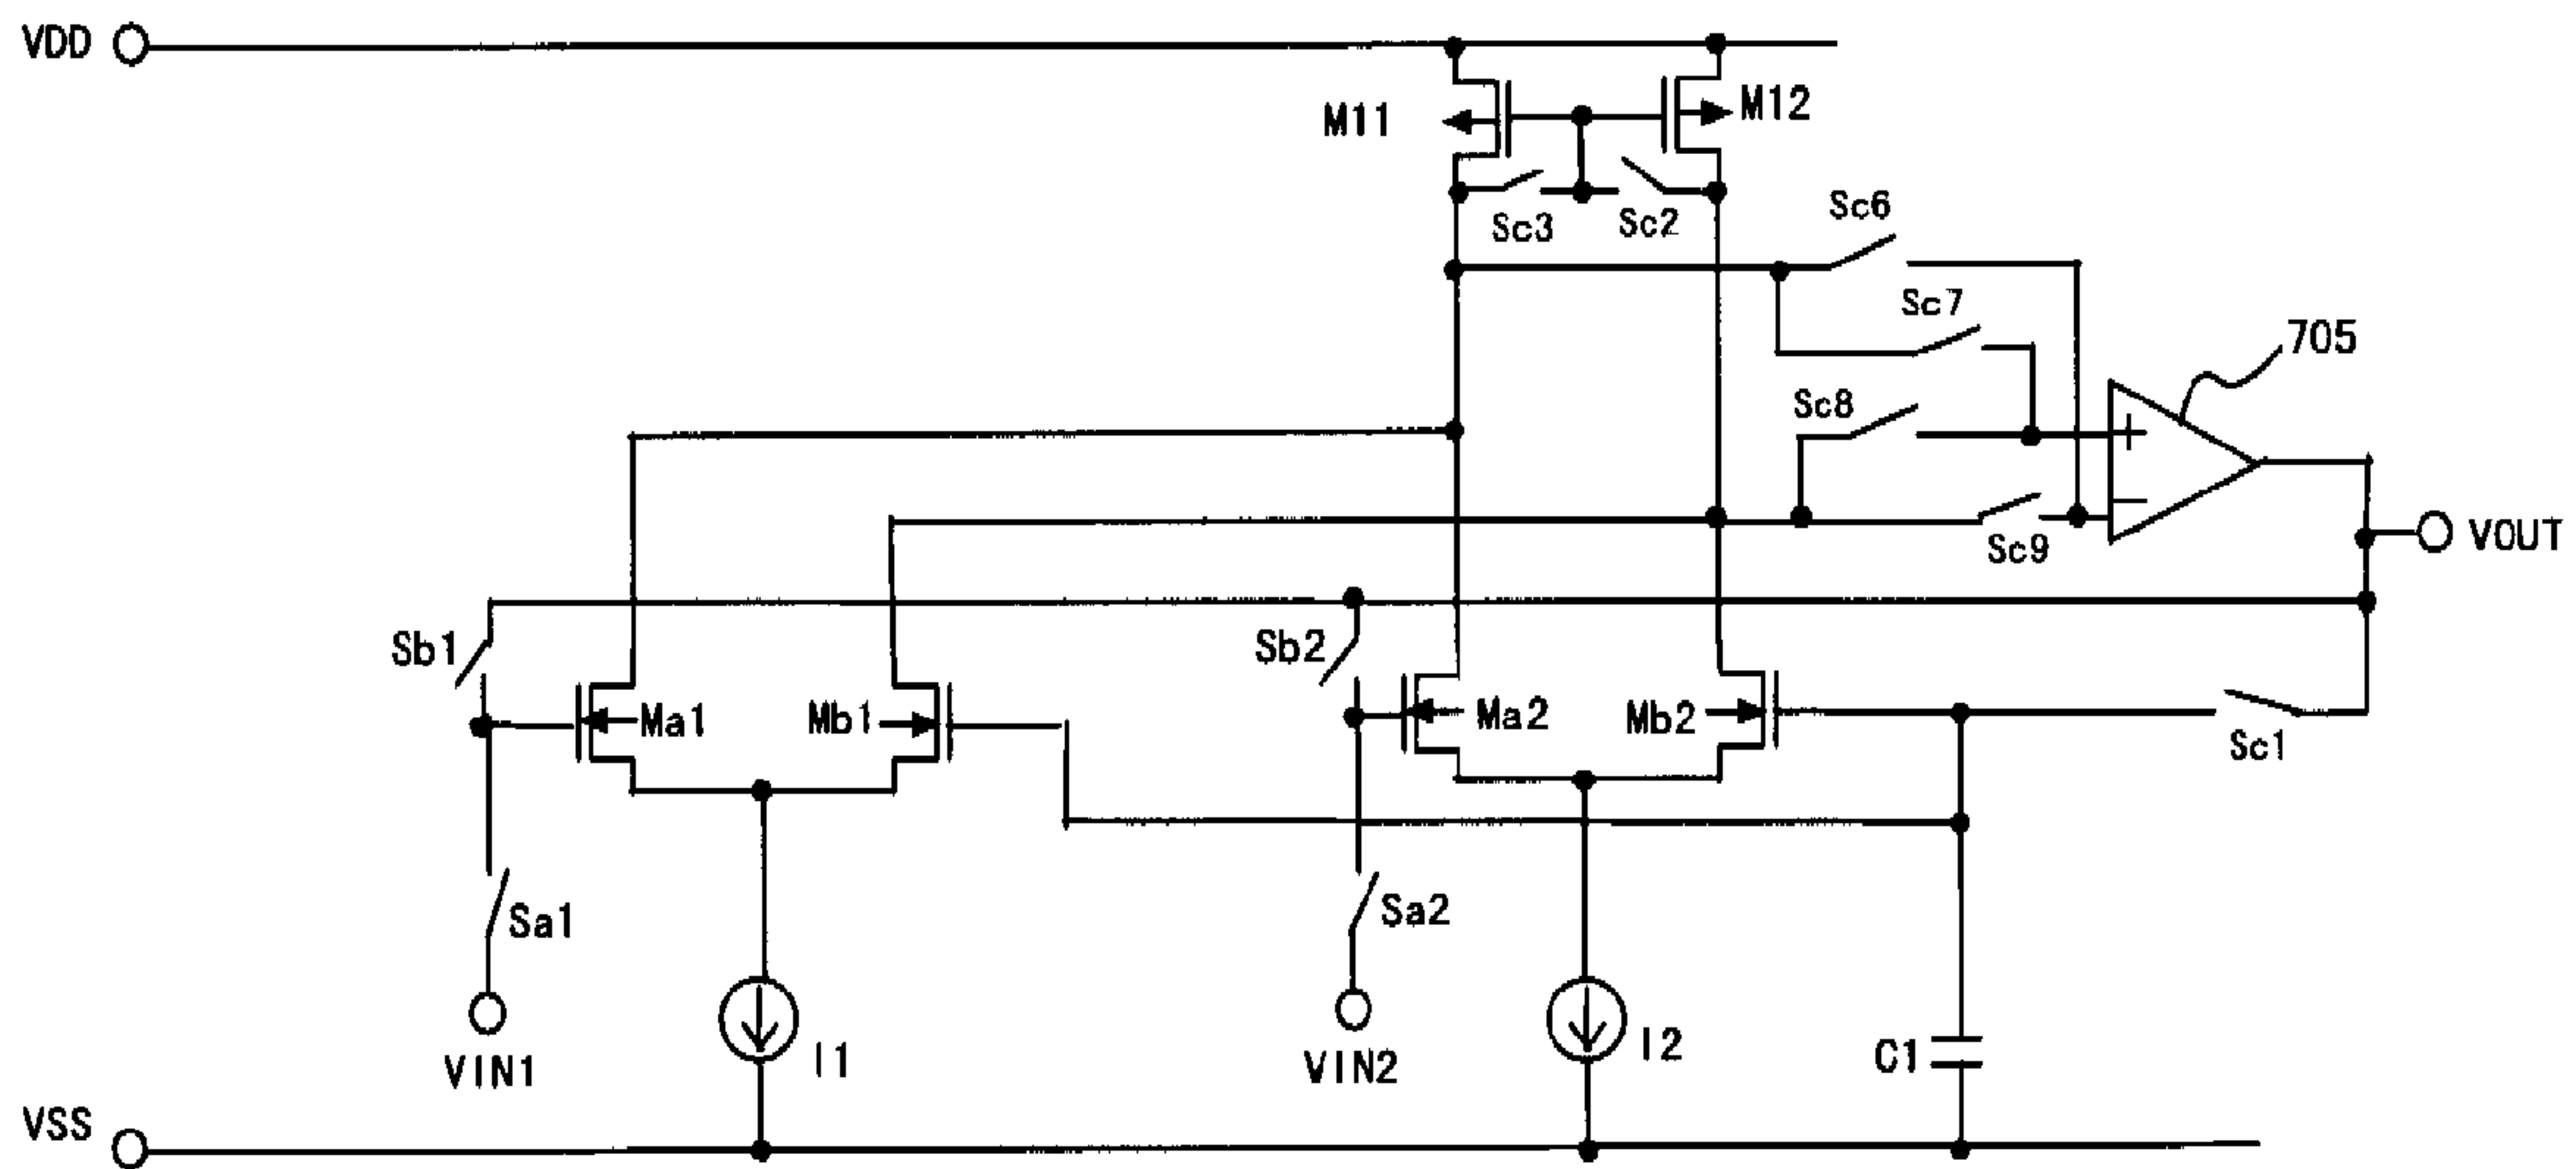 VDD
M11
M12
Sc3
Sc2
Sc6
Sc7
705
Sc8
+
−
Sc9
VOUT
Sb1
Sb2
Ma1
Mb1
Ma2
Mb2
Sc1
Sa1
Sa2
VIN1
I1
VIN2
I2
C1
VSS